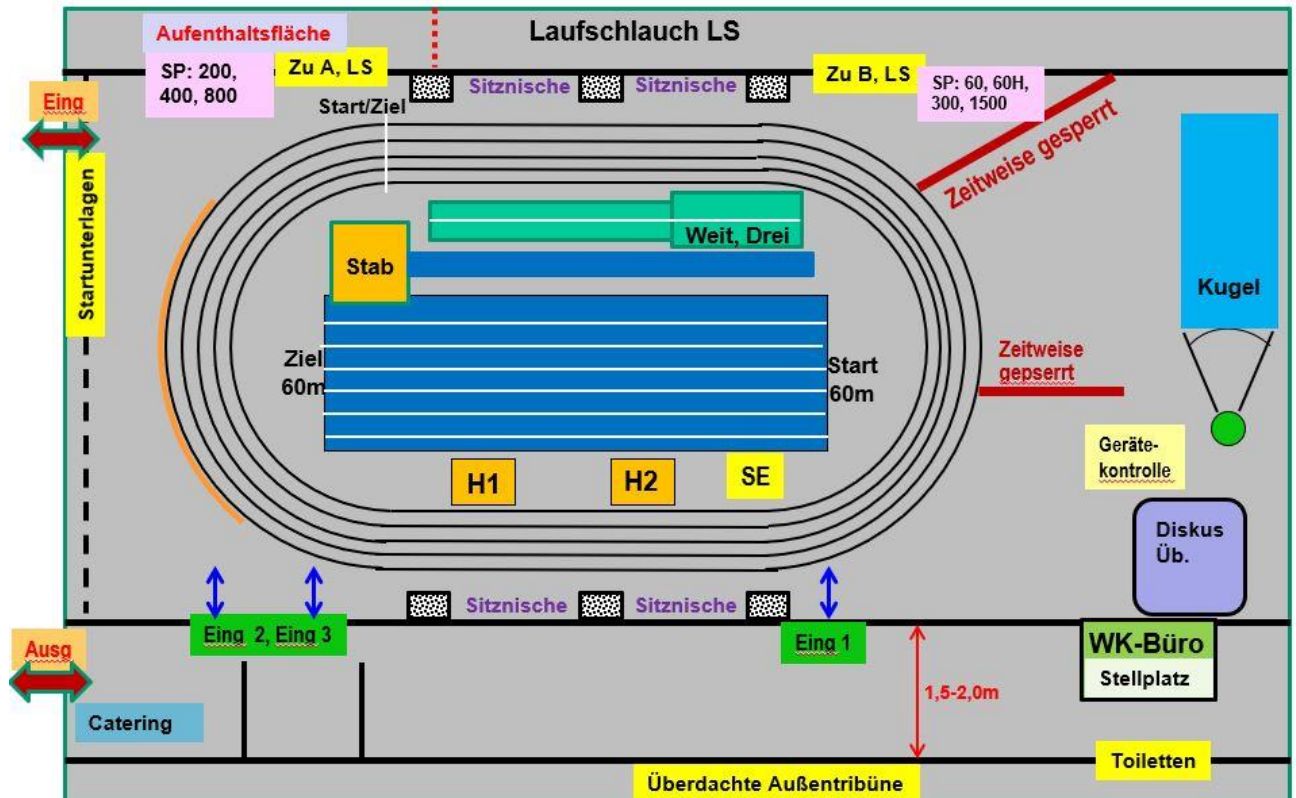 Aufenthaltsfläche
Laufschlauch LS
SP: 200,
400, 800
Zu A, LS
Sitznische
Sitznische
Zu B, LS
SP: 60, 60H,
300, 1500
Eing
Start/Ziel
Zeitweise gesperrt
Startunterlagen
Weit, Drei
Stab
Kugel
Ziel
60m
Start
60m
Zeitweise
gepserrt
H1
H2
SE
Geräte-
kontrolle
Diskus
Üb.
Sitznische
Sitznische
Eing 2, Eing 3
Eing 1
Ausg
WK-Büro
Stellplatz
1,5-2,0m
Catering
Toiletten
Überdachte Außentribüne